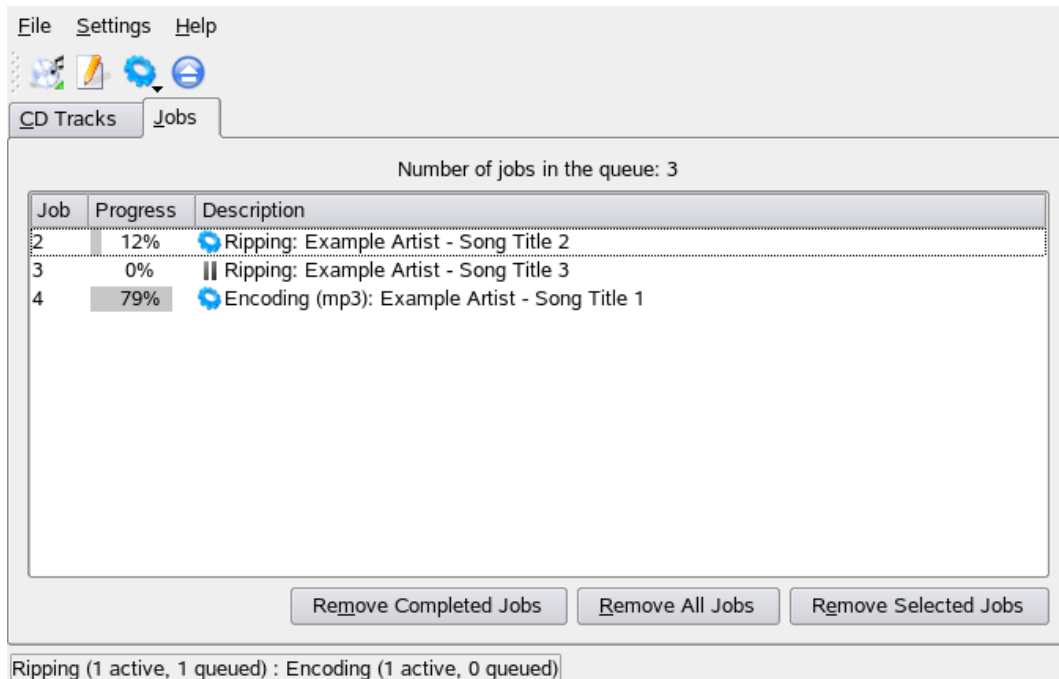 File Settings Help
CD Tracks Jobs
Number of jobs in the queue: 3
Job Progress Description
2 12% Ripping: Example Artist - Song Title 2
3 0% Ripping: Example Artist - Song Title 3
4 79% Encoding (mp3): Example Artist - Song Title 1
Remove Completed Jobs Remove All Jobs Remove Selected Jobs
Ripping (1 active, 1 queued) : Encoding (1 active, 0 queued)